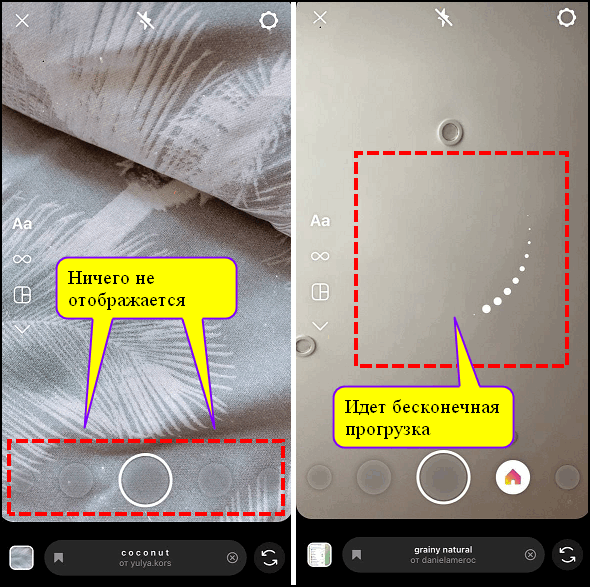 Aa
Ничего не
отображается
coconut
от yulya.kors
Aa
Идет бесконечная
прогрузка
grainy natural
от danielameroc